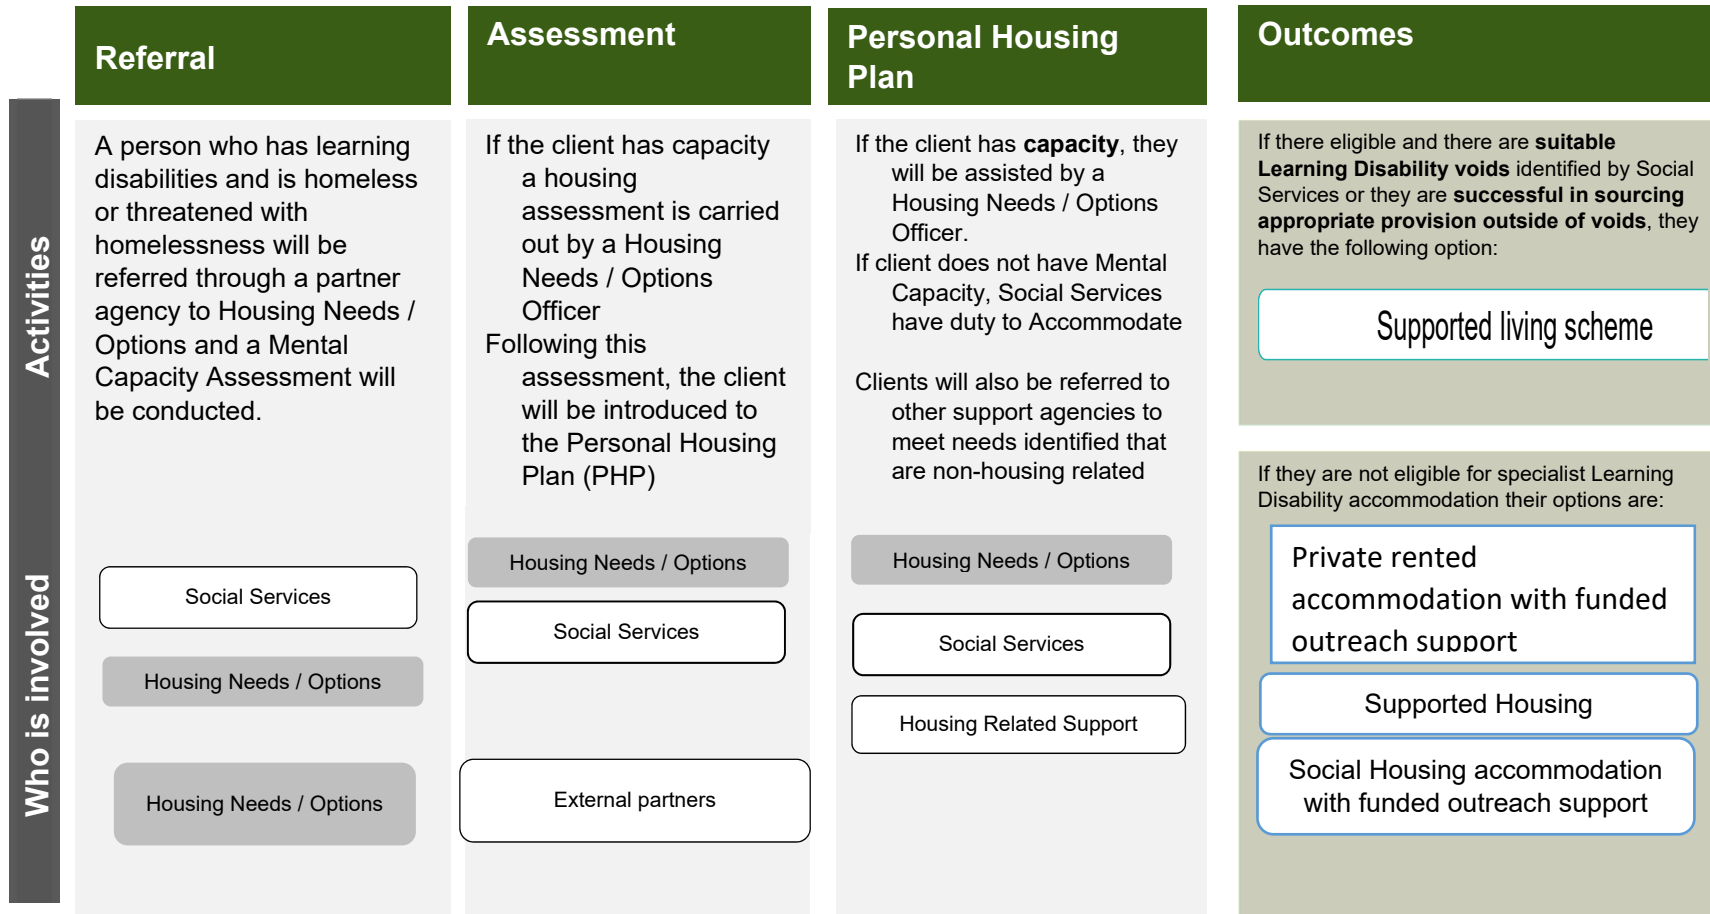 Referral
Assessment
Personal Housing
Plan
Outcomes
Activities
A person who has learning
disabilities and is homeless
or threatened with
homelessness will be
referred through a partner
agency to Housing Needs /
Options and a Mental
Capacity Assessment will
be conducted.
If the client has capacity
a housing
assessment is carried
out by a Housing
Needs / Options
Officer
Following this
assessment, the client
will be introduced to
the Personal Housing
Plan (PHP)
If the client has capacity, they
will be assisted by a
Housing Needs / Options
Officer.
If client does not have Mental
Capacity, Social Services
have duty to Accommodate
Clients will also be referred to
other support agencies to
meet needs identified that
are non-housing related
If there eligible and there are suitable
Learning Disability voids identified by Social
Services or they are successful in sourcing
appropriate provision outside of voids, they
have the following option:
Supported living scheme
If they are not eligible for specialist Learning
Disability accommodation their options are:
Private rented
accommodation with funded
outreach support
Supported Housing
Social Housing accommodation
with funded outreach support
Who is involved
Social Services
Housing Needs / Options
Housing Needs / Options
Housing Needs / Options
Social Services
External partners
Housing Needs / Options
Social Services
Housing Related Support